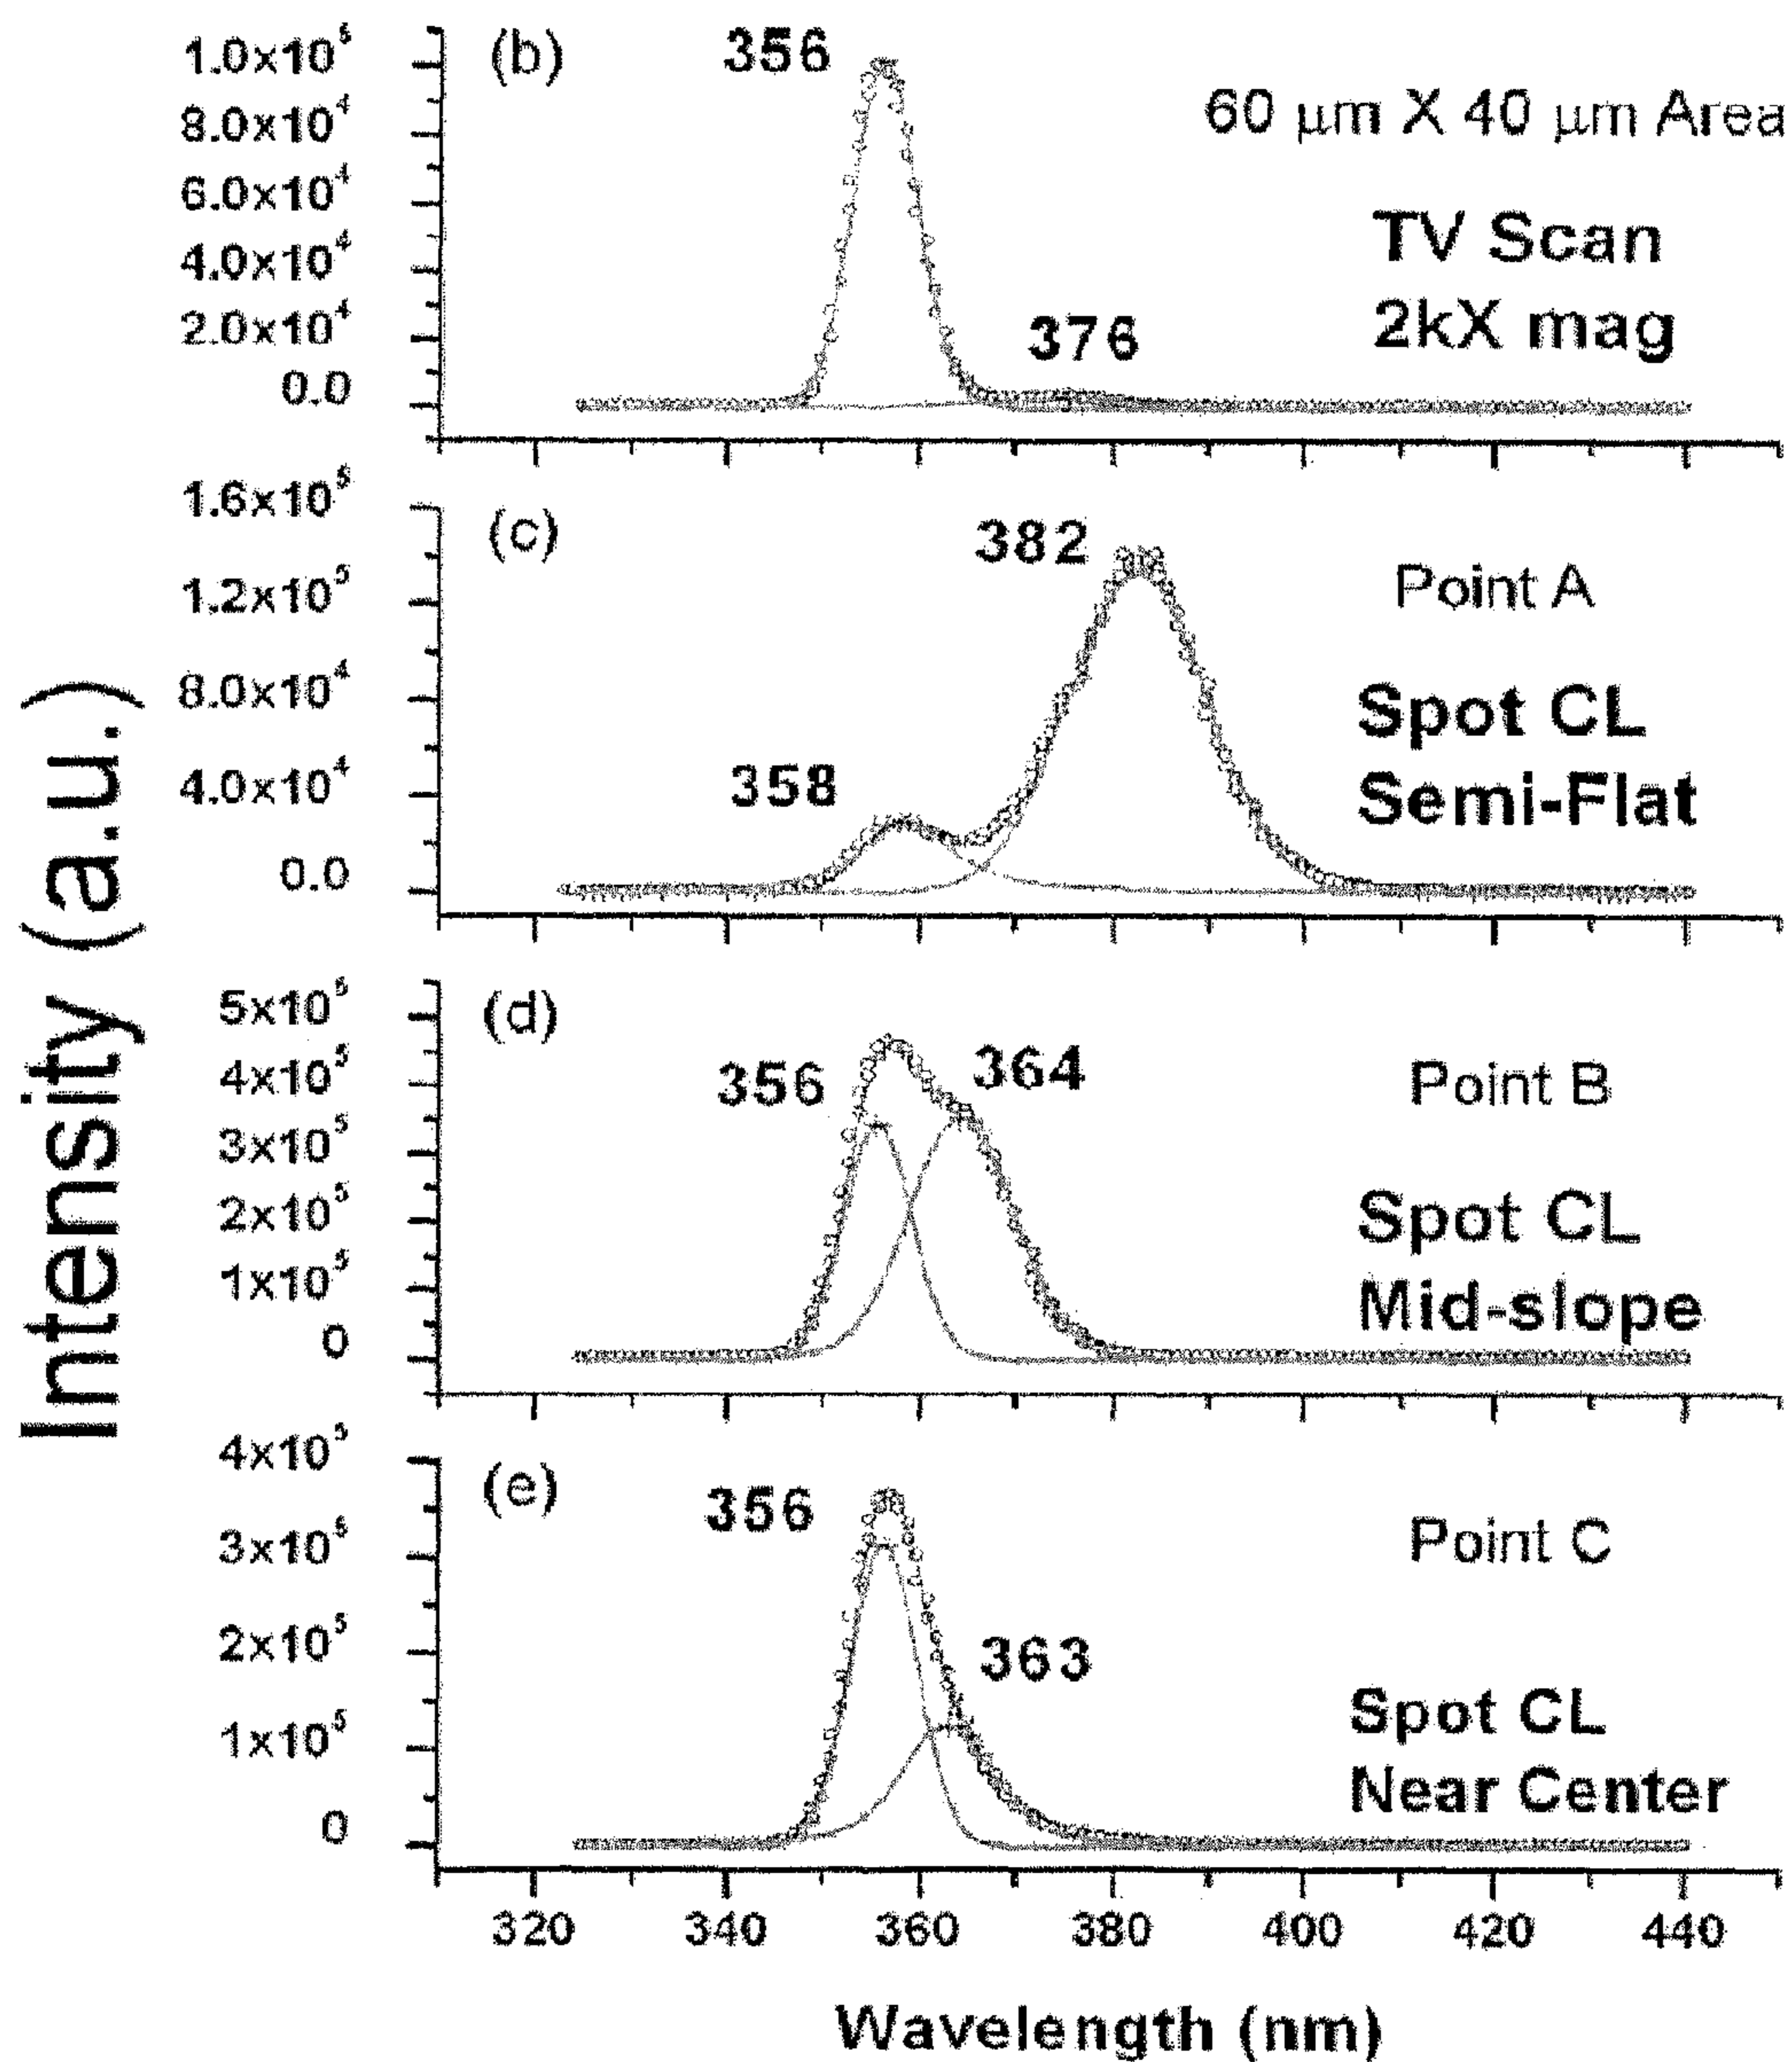 Intensity (a.u.)
(b)
1.0x10⁵
8.0x10⁴
6.0x10⁴
4.0x10⁴
2.0x10⁴
0.0
356
376
60 μm X 40 μm Area
TV Scan
2kX mag
(c)
1.6x10⁵
1.2x10⁵
8.0x10⁴
4.0x10⁴
0.0
358
382
Point A
Spot CL
Semi-Flat
(d)
5x10⁵
4x10⁵
3x10⁵
2x10⁵
1x10⁵
0
356
364
Point B
Spot CL
Mid-slope
(e)
4x10⁵
3x10⁵
2x10⁵
1x10⁵
0
356
363
Point C
Spot CL
Near Center
320 340 360 380 400 420 440
Wavelength (nm)